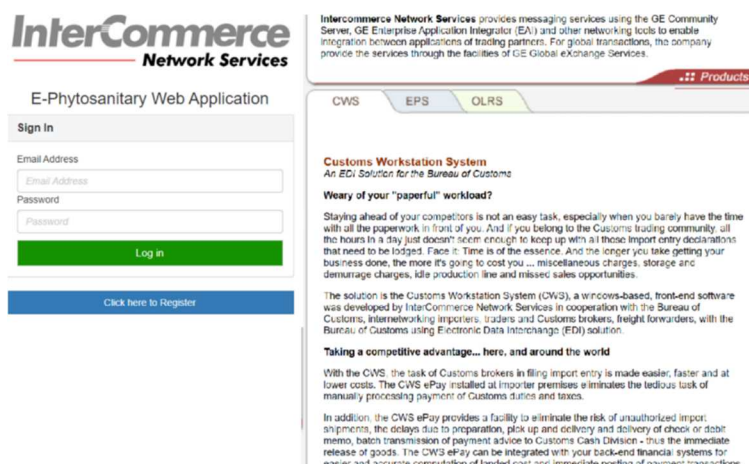 InterCommerce
Network Services
E-Phytosanitary Web Application
Sign In
Email Address
Email Address
Password
Password
Log in
Click here to Register
Intercommerce Network Services provides messaging services using the GE Community
Server, GE Enterprise Application Integrator (EAI) and other networking tools to enable
integration between applications of trading partners. For global transactions, the company
provide the services through the facilities of GE Global eXchange Services.
Products
CWS
EPS
OLRS
Customs Workstation System
An EDI Solution for the Bureau of Customs
Weary of your "paperful" workload?
Staying ahead of your competitors is not an easy task, especially when you barely have the time
with all the paperwork in front of you. And if you belong to the Customs trading community, all
the hours in a day just doesn't seem enough to keep up with all those import entry declarations
that need to be lodged. Face it: Time is of the essence. And the longer you take getting your
business done, the more it's going to cost you ... miscellaneous charges, storage and
demurrage charges, idle production line and missed sales opportunities.
The solution is the Customs Workstation System (CWS), a windows-based, front-end software
was developed by InterCommerce Network Services in cooperation with the Bureau of
Customs, internetworking importers, traders and Customs brokers, freight forwarders, with the
Bureau of Customs using Electronic Data Interchange (EDI) solution.
Taking a competitive advantage... here, and around the world
With the CWS, the task of Customs brokers in filing import entry is made easier, faster and at
lower costs. The CWS ePay installed at importer premises eliminates the tedious task of
manually processing payment of Customs duties and taxes.
In addition, the CWS ePay provides a facility to eliminate the risk of unauthorized import
shipments, the delays due to preparation, pick up and delivery and delivery of check or debit
memo, batch transmission of payment advice to Customs Cash Division - thus the immediate
release of goods. The CWS ePay can be integrated with your back-end financial systems for
easier and accurate computation of landed cost and immediate posting of payment transactions